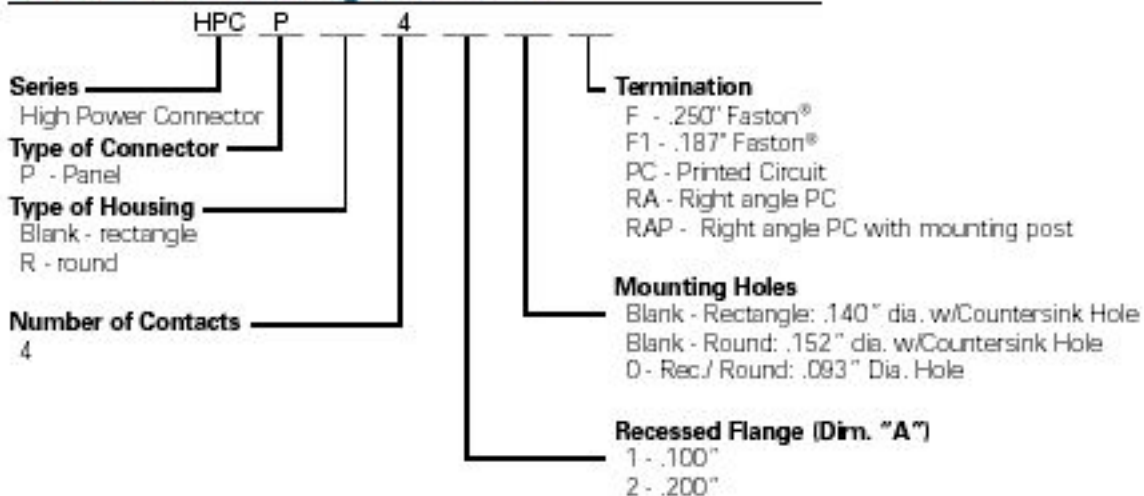 HPC P 4
Series
High Power Connector
Type of Connector
P - Panel
Type of Housing
Blank - rectangle
R - round
Number of Contacts
4
Termination
F - .250" Faston®
F1 - .187" Faston®
PC - Printed Circuit
RA - Right angle PC
RAP - Right angle PC with mounting post
Mounting Holes
Blank - Rectangle: .140" dia. w/Countersink Hole
Blank - Round: .152" dia. w/Countersink Hole
0 - Rec./ Round: .093" Dia. Hole
Recessed Flange (Dim. "A")
1 - .100"
2 - .200"